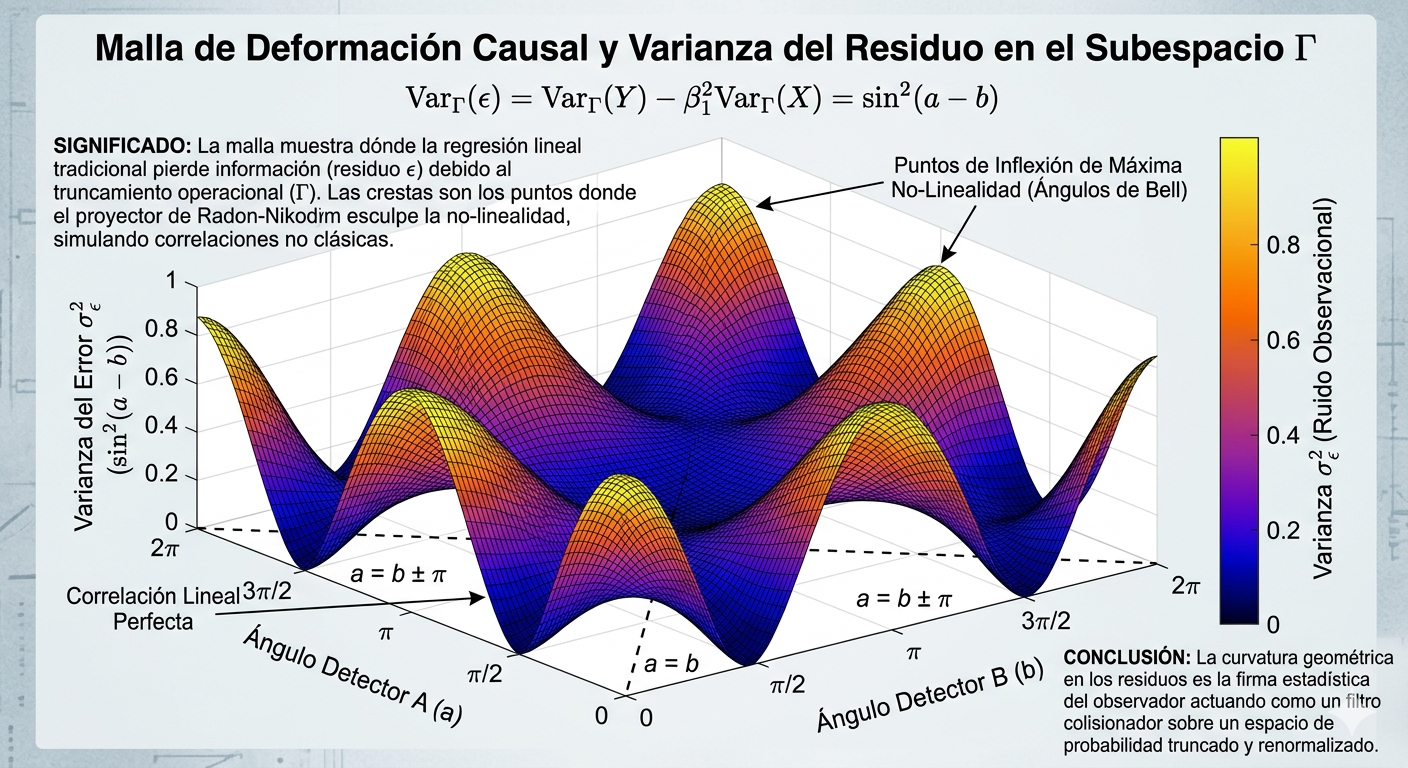 Malla de Deformación Causal y Varianza del Residuo en el Subespacio Γ
Var_Γ(ϵ) = Var_Γ(Y) − β₁²Var_Γ(X) = sin²(a − b)
SIGNIFICADO: La malla muestra dónde la regresión lineal
tradicional pierde información (residuo ϵ) debido al
truncamiento operacional (Γ). Las crestas son los puntos donde
el proyector de Radon-Nikodım esculpe la no-linealidad,
simulando correlaciones no clásicas.
Puntos de Inflexión de Máxima
No-Linealidad (Ángulos de Bell)
Varianza del Error σ²_ϵ
(sin²(a − b))
1
0.8
0.6
0.4
0.2
0
2π
3π/2
π
π/2
0
Ángulo Detector A (a)
Correlación Lineal
Perfecta
a = b ± π
a = b
a = b ± π
0
π/2
π
3π/2
2π
Ángulo Detector B (b)
0.8
0.6
0.4
0.2
0
Varianza σ²_ϵ (Ruido Observacional)
CONCLUSIÓN: La curvatura geométrica
en los residuos es la firma estadística
del observador actuando como un filtro
colisionador sobre un espacio de
probabilidad truncado y renormalizado.